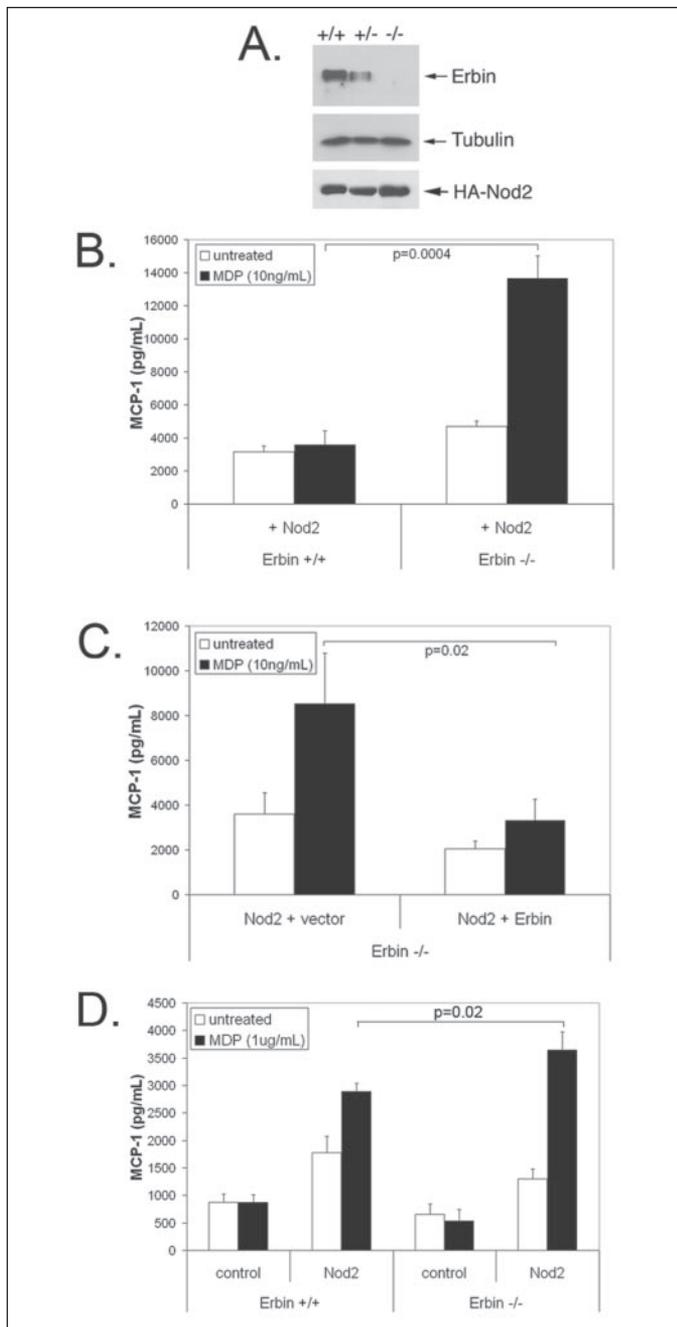 A.
+/+ +/- -/-
Erbin
Tubulin
HA-Nod2
B.
16000
14000
12000
10000
8000
6000
4000
2000
0
MCP-1 (pg/mL)
untreated
MDP (10ng/mL)
p=0.0004
+ Nod2 + Nod2
Erbin +/+ Erbin -/-
C.
12000
10000
8000
6000
4000
2000
0
MCP-1 (pg/mL)
untreated
MDP (10ng/mL)
p=0.02
Nod2 + vector Nod2 + Erbin
Erbin -/-
D.
4500
4000
3500
3000
2500
2000
1500
1000
500
0
MCP-1 (pg/mL)
untreated
MDP (1ug/mL)
p=0.02
control Nod2 control Nod2
Erbin +/+ Erbin -/-